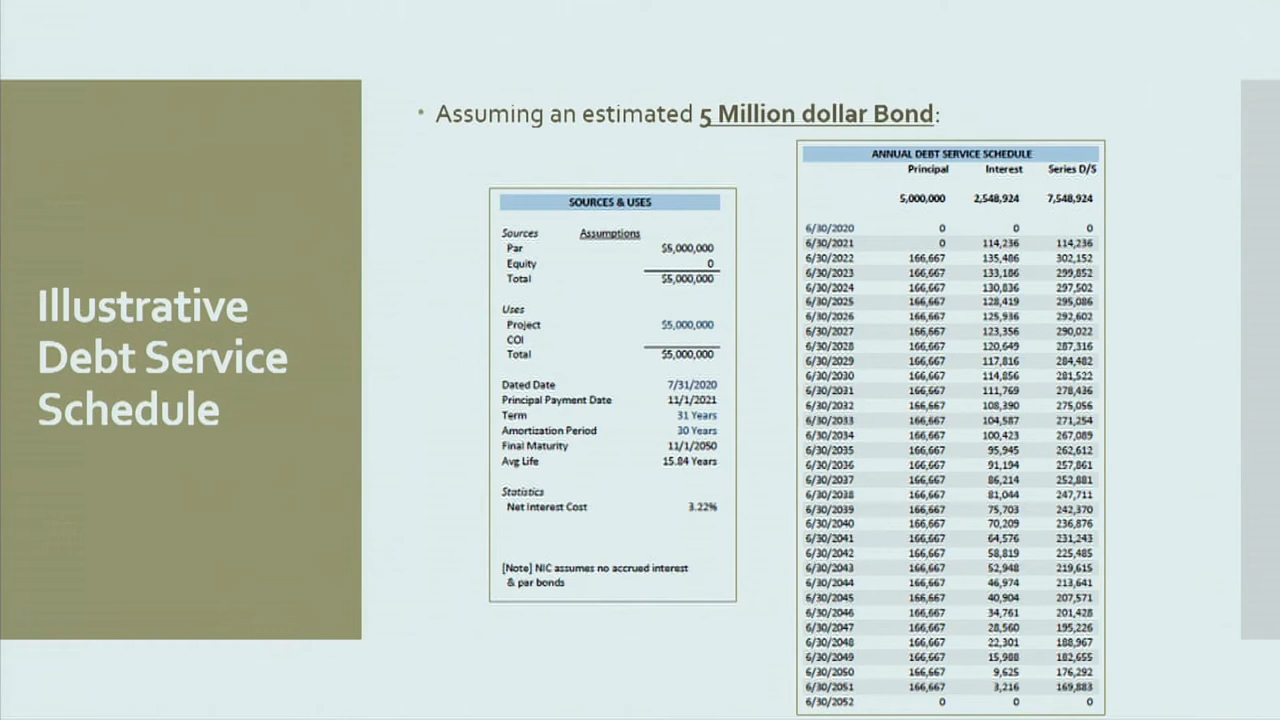 Illustrative
Debt Service
Schedule
• Assuming an estimated 5 Million dollar Bond:
SOURCES & USES
Sources Assumptions
Par $5,000,000
Equity 0
Total $5,000,000
Uses
Project $5,000,000
COI
Total $5,000,000
Dated Date 7/31/2020
Principal Payment Date 11/1/2021
Term 31 Years
Amortization Period 30 Years
Final Maturity 11/1/2050
Avg Life 15.84 Years
Statistics
Net Interest Cost 3.22%
[Note] NIC assumes no accrued interest
& par bonds
ANNUAL DEBT SERVICE SCHEDULE
Principal Interest Series D/S
5,000,000 2,548,924 7,548,924
6/30/2020 0 0 0
6/30/2021 0 114,236 114,236
6/30/2022 166,667 135,486 302,152
6/30/2023 166,667 133,186 299,852
6/30/2024 166,667 130,836 297,502
6/30/2025 166,667 128,419 295,086
6/30/2026 166,667 125,936 292,602
6/30/2027 166,667 123,356 290,022
6/30/2028 166,667 120,649 287,316
6/30/2029 166,667 117,816 284,482
6/30/2030 166,667 114,856 281,522
6/30/2031 166,667 111,769 278,436
6/30/2032 166,667 108,390 275,056
6/30/2033 166,667 104,587 271,254
6/30/2034 166,667 100,423 267,089
6/30/2035 166,667 95,945 262,612
6/30/2036 166,667 91,194 257,861
6/30/2037 166,667 86,214 252,881
6/30/2038 166,667 81,044 247,711
6/30/2039 166,667 75,703 242,370
6/30/2040 166,667 70,209 236,876
6/30/2041 166,667 64,576 231,243
6/30/2042 166,667 58,819 225,485
6/30/2043 166,667 52,948 219,615
6/30/2044 166,667 46,974 213,641
6/30/2045 166,667 40,904 207,571
6/30/2046 166,667 34,761 201,428
6/30/2047 166,667 28,560 195,226
6/30/2048 166,667 22,301 188,967
6/30/2049 166,667 15,988 182,655
6/30/2050 166,667 9,625 176,292
6/30/2051 166,667 3,216 169,883
6/30/2052 0 0 0